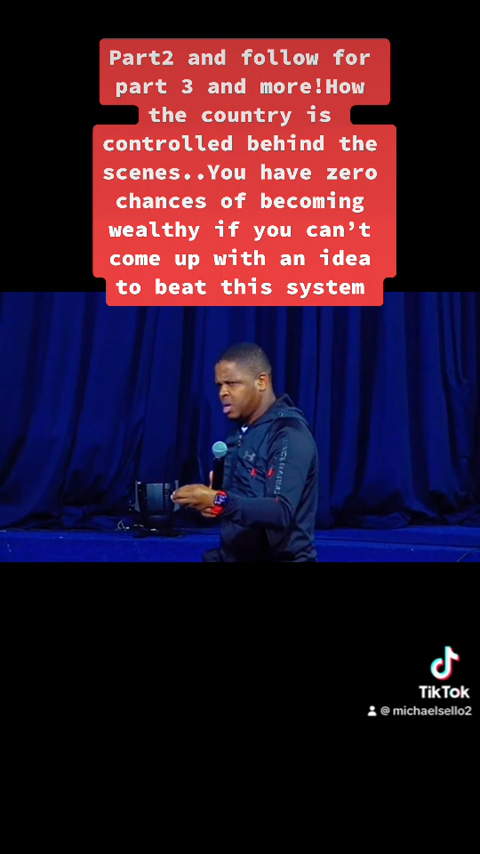 Part2 and follow for
part 3 and more!How
the country is
controlled behind the
scenes..You have zero
chances of becoming
wealthy if you can’t
come up with an idea
to beat this system
TikTok
@ michaelsello2